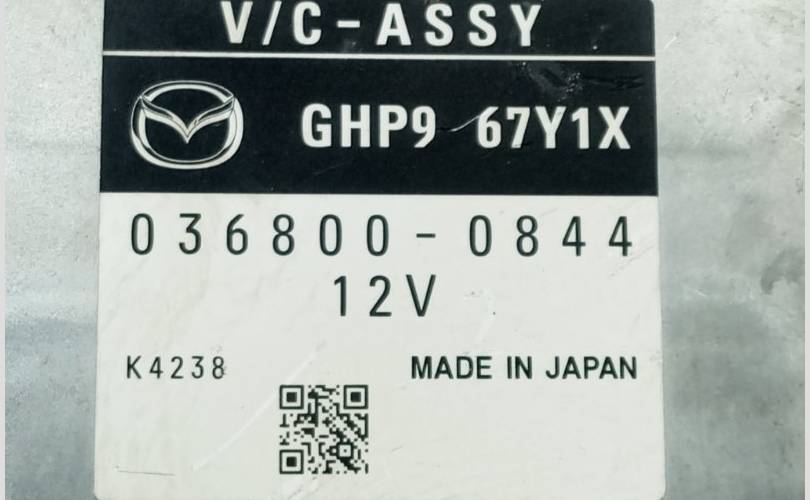 V/C-ASSY
GHP9 67Y1X
036800-0844
12V
K4238 MADE IN JAPAN